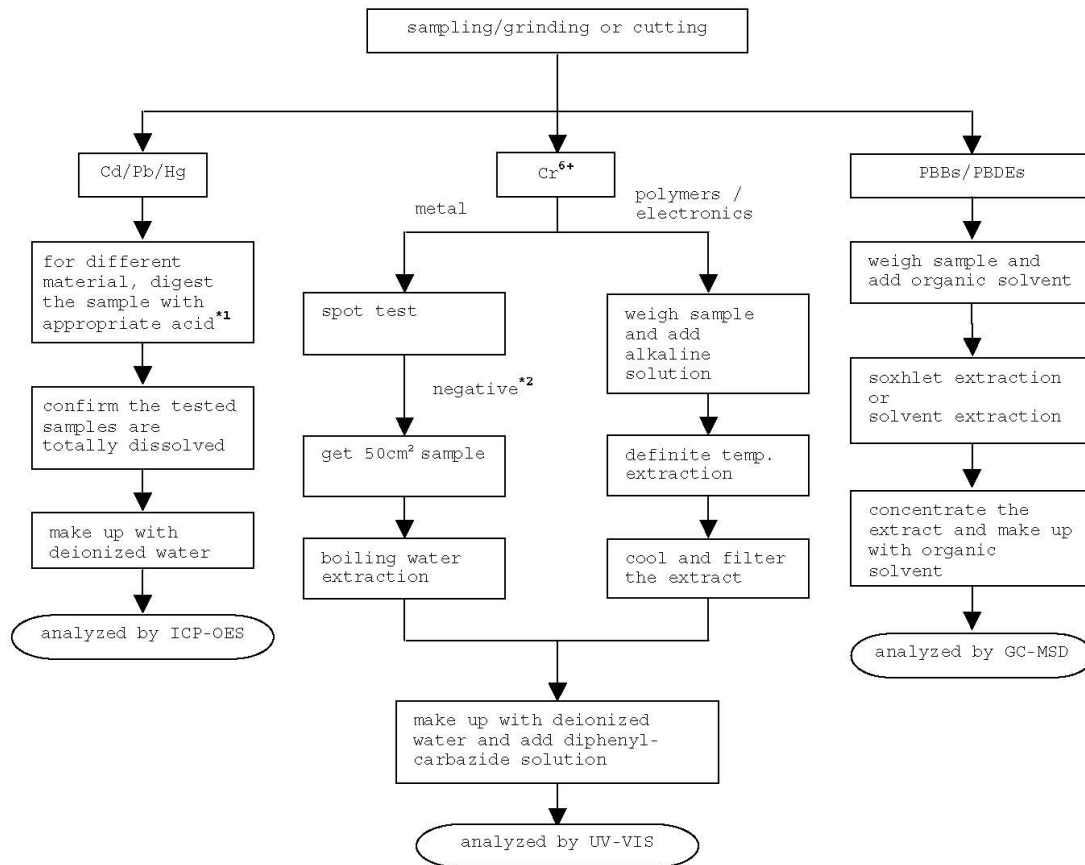 sampling/grinding or cutting
Cd/Pb/Hg
Cr⁶⁺
PBBs/PBDEs
metal
polymers /
electronics
for different
material, digest
the sample with
appropriate acid*1
confirm the tested
samples are
totally dissolved
make up with
deionized water
analyzed by ICP-OES
spot test
negative*2
get 50cm² sample
boiling water
extraction
weigh sample
and add
alkaline
solution
definite temp.
extraction
cool and filter
the extract
make up with deionized
water and add diphenyl-
carbazide solution
analyzed by UV-VIS
weigh sample and
add organic solvent
soxhlet extraction
or
solvent extraction
concentrate the
extract and make up
with organic
solvent
analyzed by GC-MSD